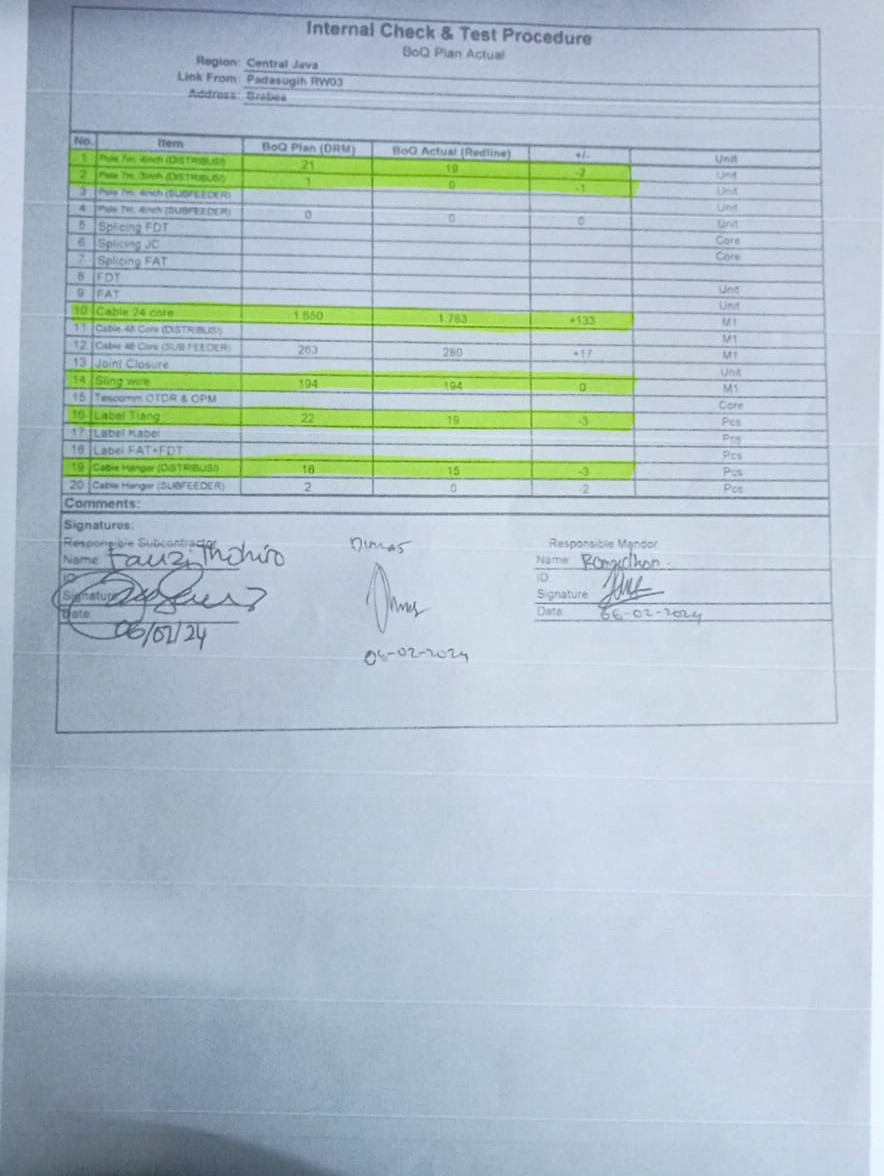 Internal Check & Test Procedure
BoQ Plan Actual
Region: Central Java
Link From: Padasugih RW03
Address: Brebes
No. Item BoQ Plan (DRM) BoQ Actual (Redline) +/- Unit
1 Pole 7m, 4inch (DISTRIBUSI) 21 19 -2 Unit
2 Pole 7m, 3inch (DISTRIBUSI) 1 0 -1 Unit
3 Pole 7m, 4inch (SUBFEEDER) Unit
4 Pole 7m, 4inch (SUBFEEDER) 0 0 0 Unit
5 Splicing FDT Core
6 Splicing JC Core
7 Splicing FAT
8 FDT Unit
9 FAT Unit
10 Cable 24 core 1.650 1.783 +133 M1
11 Cable 48 Core (DISTRIBUSI) M1
12 Cable 48 Core (SUB FEEDER) 263 280 +17 M1
13 Joint Closure Unit
14 Sling wire 194 194 0 M1
15 Tescomm OTDR & OPM Core
16 Label Tiang 22 19 -3 Pcs
17 Label Kabel Pcs
18 Label FAT+FDT Pcs
19 Cable Hanger (DISTRIBUSI) 18 15 -3 Pcs
20 Cable Hanger (SUBFEEDER) 2 0 -2 Pcs
Comments:
Signatures:
Responsible Subcontractor Dimas Responsible Mandor
Name Fauzi Thohiro Name Romadhon.
ID ID
Signature Signature
Date 06/02/24 Date 06-02-2024
06-02-2024